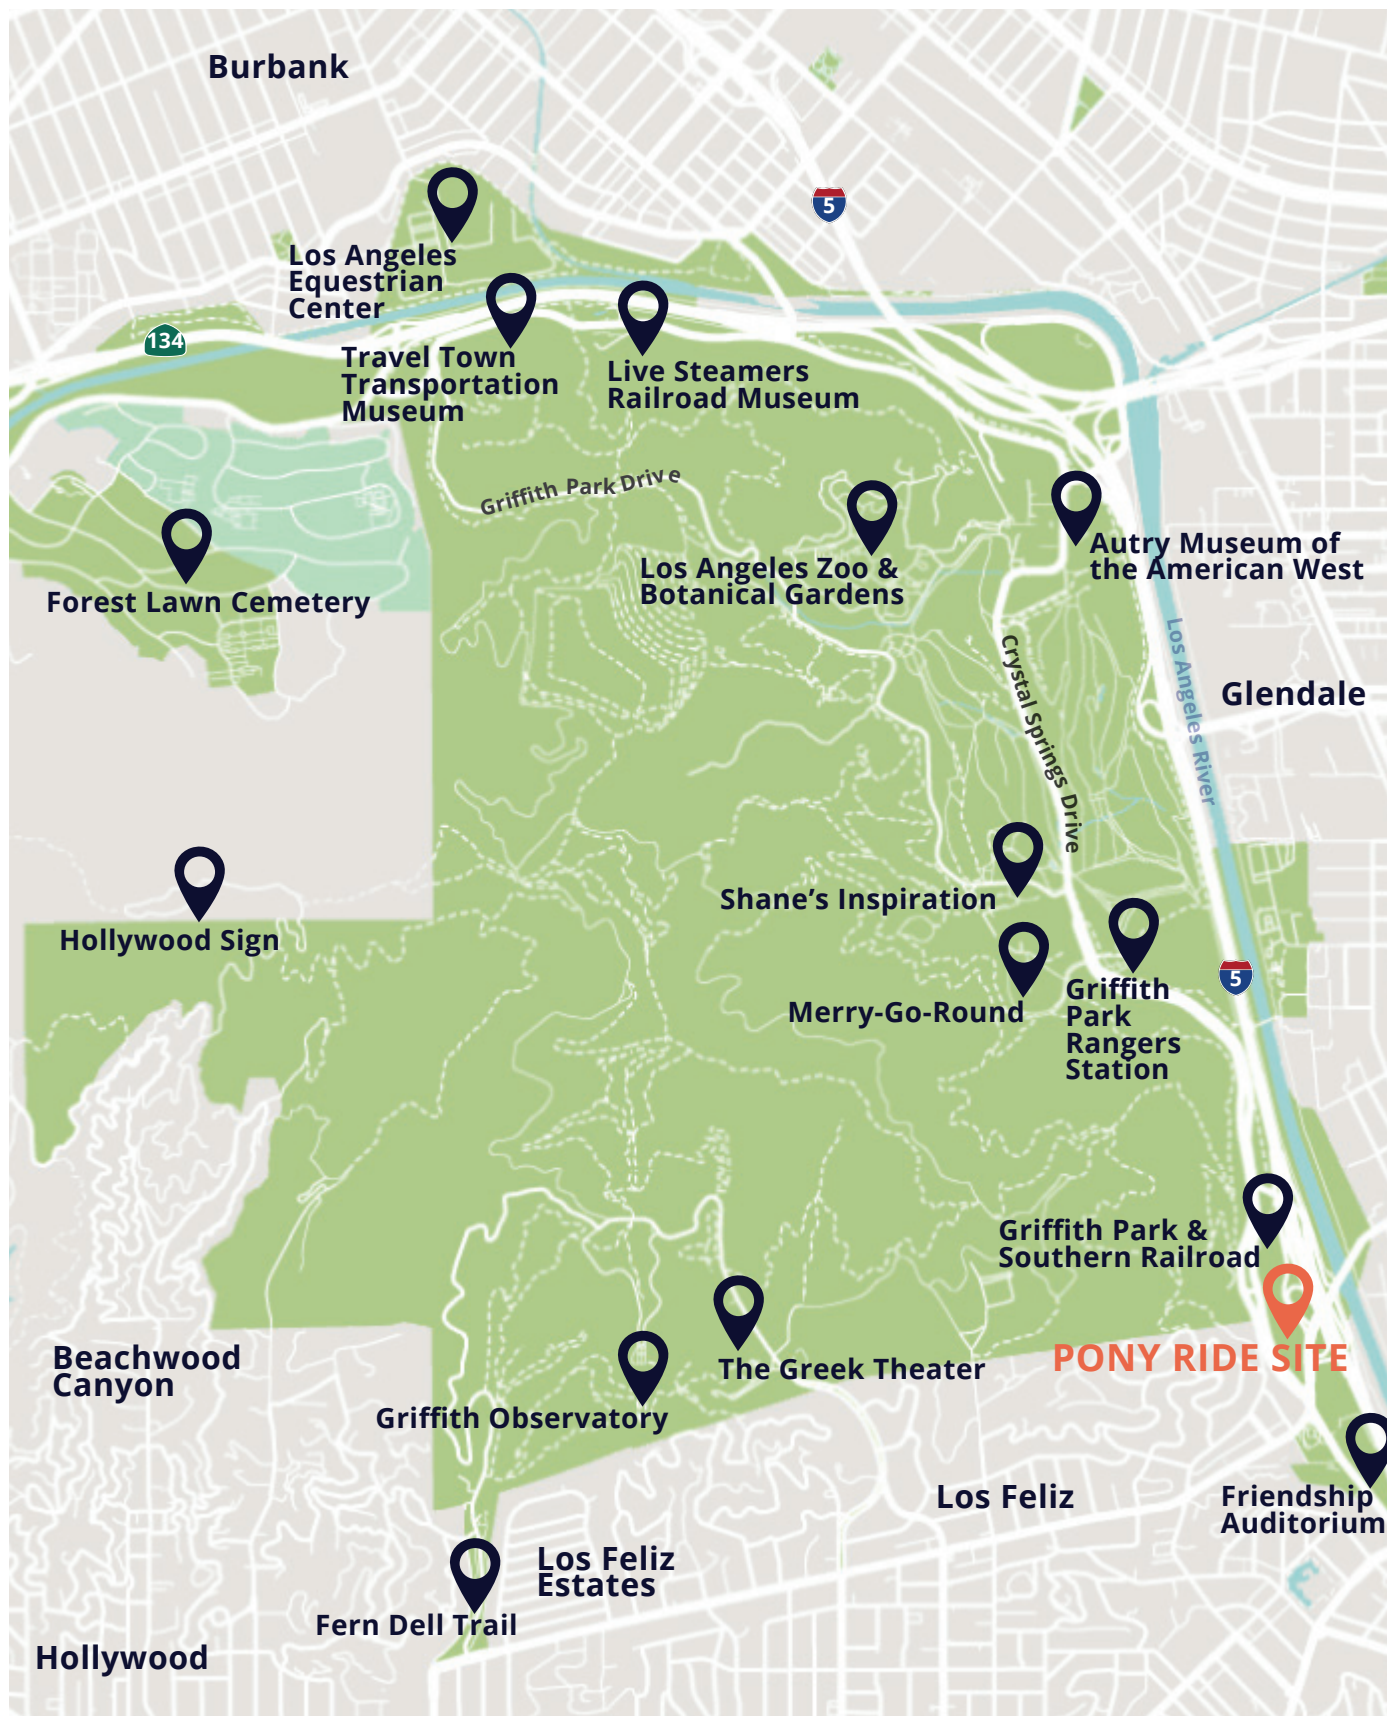 Burbank
5
Los Angeles
Equestrian
Center
134
Travel Town
Transportation
Museum
Live Steamers
Railroad Museum
Griffith Park Drive
Los Angeles Zoo &
Botanical Gardens
Autry Museum of
the American West
Forest Lawn Cemetery
Crystal Springs Drive
Los Angeles River
Glendale
Shane’s Inspiration
Hollywood Sign
Merry-Go-Round
Griffith
Park
Rangers
Station
5
Griffith Park &
Southern Railroad
PONY RIDE SITE
Beachwood
Canyon
The Greek Theater
Griffith Observatory
Los Feliz
Friendship
Auditorium
Los Feliz
Estates
Fern Dell Trail
Hollywood